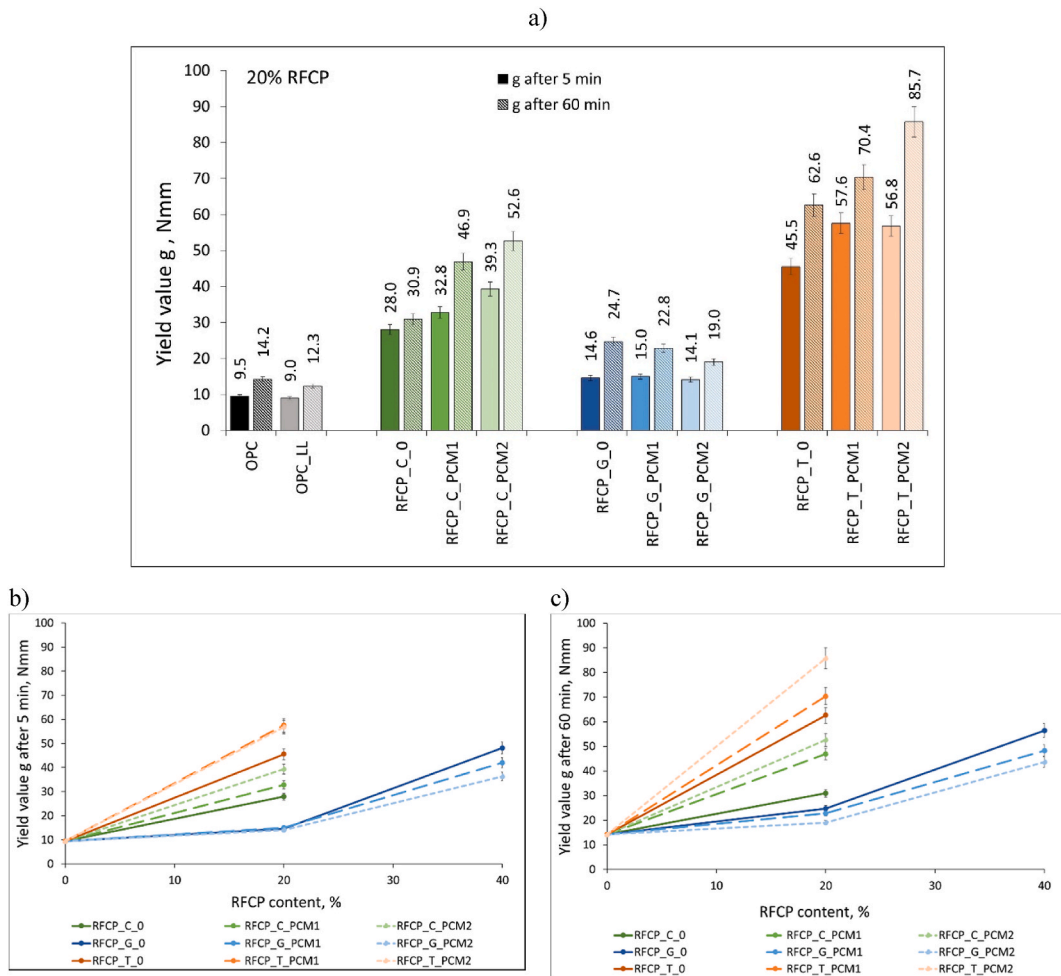 a)
20% RFCP
g after 5 min
g after 60 min
Yield value g , Nmm
100
90
80
70
60
50
40
30
20
10
0
9.5
14.2
9.0
12.3
28.0
30.9
32.8
46.9
39.3
52.6
14.6
24.7
15.0
22.8
14.1
19.0
45.5
62.6
57.6
70.4
56.8
85.7
OPC
OPC_LL
RFCP_C_0
RFCP_C_PCM1
RFCP_C_PCM2
RFCP_G_0
RFCP_G_PCM1
RFCP_G_PCM2
RFCP_T_0
RFCP_T_PCM1
RFCP_T_PCM2
b)
Yield value g after 5 min, Nmm
100
90
80
70
60
50
40
30
20
10
0
0 10 20 30 40
RFCP content, %
RFCP_C_0 RFCP_C_PCM1 RFCP_C_PCM2
RFCP_G_0 RFCP_G_PCM1 RFCP_G_PCM2
RFCP_T_0 RFCP_T_PCM1 RFCP_T_PCM2
c)
Yield value g after 60 min, Nmm
100
90
80
70
60
50
40
30
20
10
0
0 10 20 30 40
RFCP content, %
RFCP_C_0 RFCP_C_PCM1 RFCP_C_PCM2
RFCP_G_0 RFCP_G_PCM1 RFCP_G_PCM2
RFCP_T_0 RFCP_T_PCM1 RFCP_T_PCM2